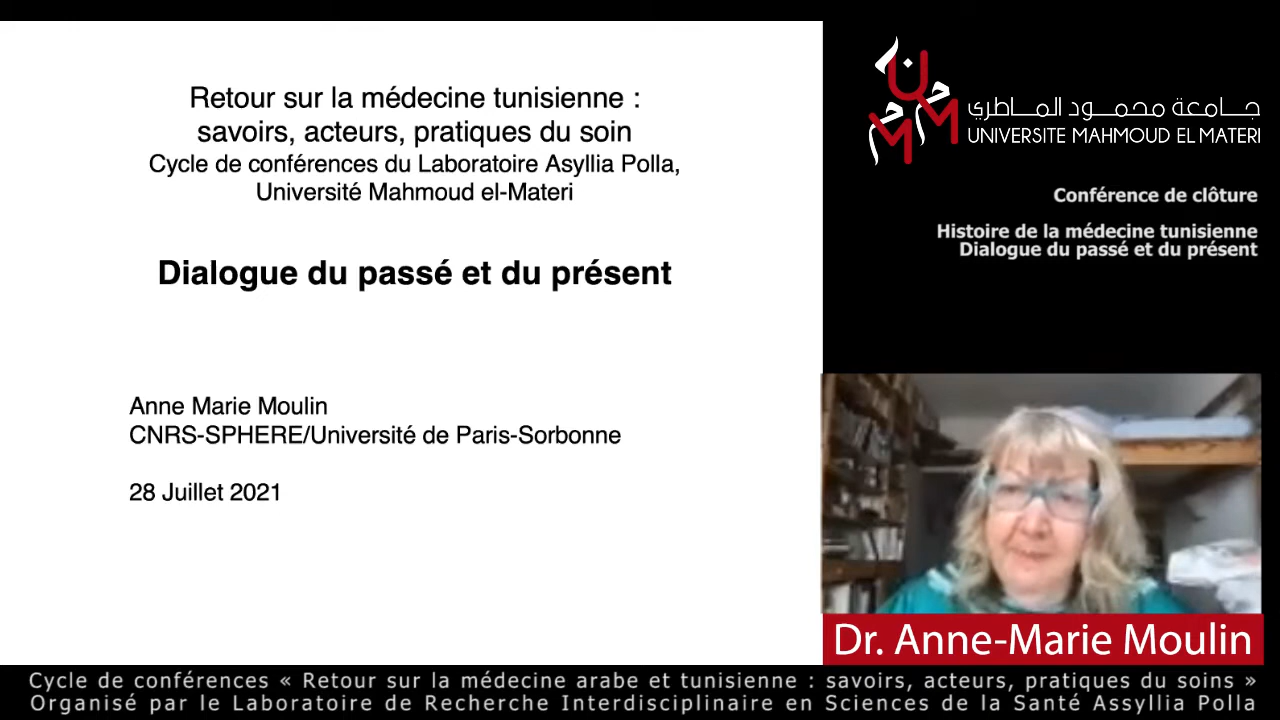 Retour sur la médecine tunisienne :
savoirs, acteurs, pratiques du soin
Cycle de conférences du Laboratoire Asyllia Polla,
Université Mahmoud el-Materi
Dialogue du passé et du présent
Anne Marie Moulin
CNRS-SPHERE/Université de Paris-Sorbonne
28 Juillet 2021
جامعة محمود الماطري
UNIVERSITE MAHMOUD EL MATERI
Conférence de clôture
Histoire de la médecine tunisienne
Dialogue du passé et du présent
Dr. Anne-Marie Moulin
Cycle de conférences « Retour sur la médecine arabe et tunisienne : savoirs, acteurs, pratiques du soins »
Organisé par le Laboratoire de Recherche Interdisciplinaire en Sciences de la Santé Assyllia Polla